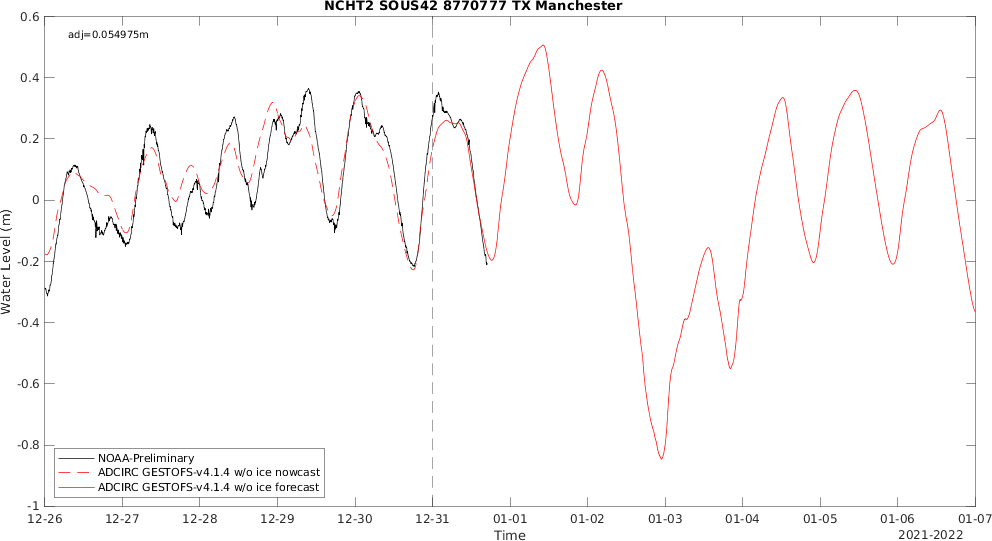 NCHT2 SOUS42 8770777 TX Manchester
adj=0.054975m
0.6
0.4
0.2
0
-0.2
-0.4
-0.6
-0.8
-1
Water Level (m)
NOAA-Preliminary
ADCIRC GESTOFS-v4.1.4 w/o ice nowcast
ADCIRC GESTOFS-v4.1.4 w/o ice forecast
12-26 12-27 12-28 12-29 12-30 12-31 01-01 01-02 01-03 01-04 01-05 01-06 01-07
Time
2021-2022